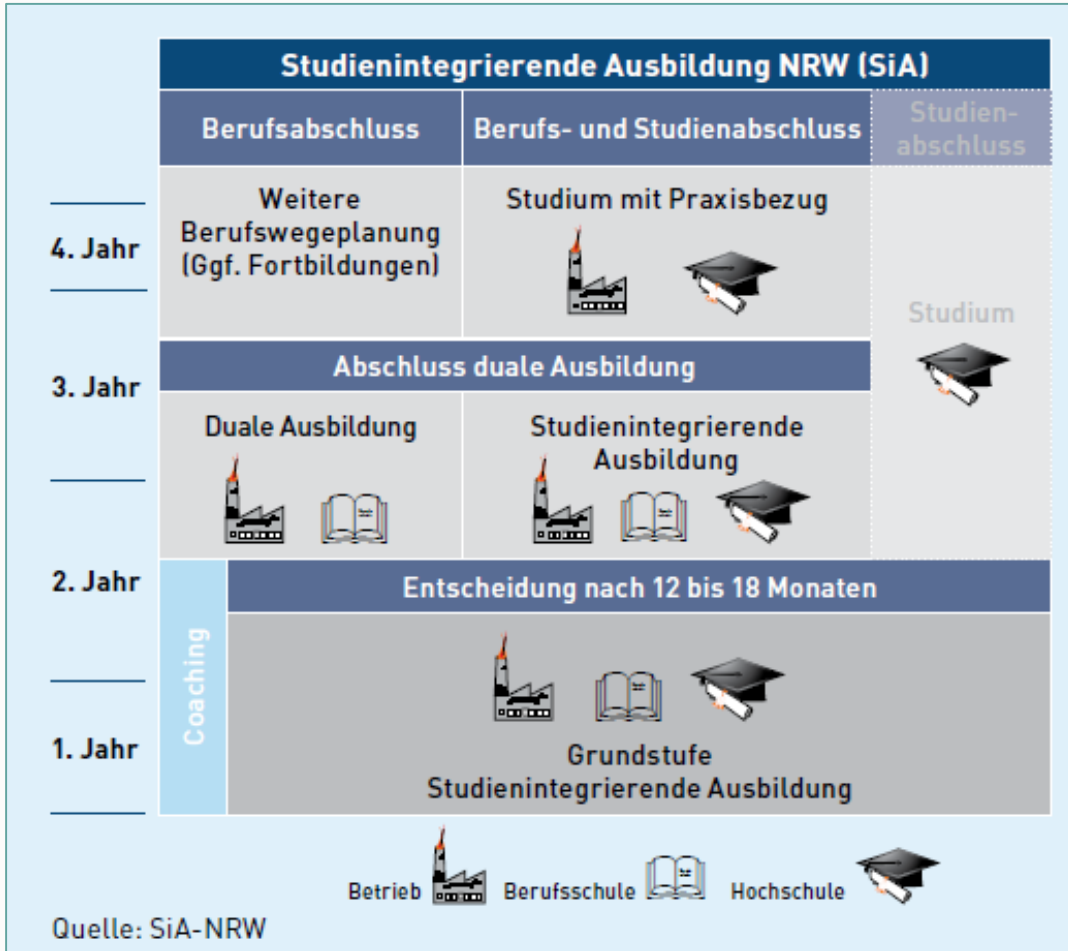 Studienintegrierende Ausbildung NRW (SiA)
Berufsabschluss
Berufs- und Studienabschluss
Studien-
abschluss
4. Jahr
Weitere
Berufswegeplanung
(Ggf. Fortbildungen)
Studium mit Praxisbezug
Studium
3. Jahr
Abschluss duale Ausbildung
Duale Ausbildung
Studienintegrierende
Ausbildung
2. Jahr
Coaching
Entscheidung nach 12 bis 18 Monaten
1. Jahr
Grundstufe
Studienintegrierende Ausbildung
Betrieb
Berufsschule
Hochschule
Quelle: SiA-NRW